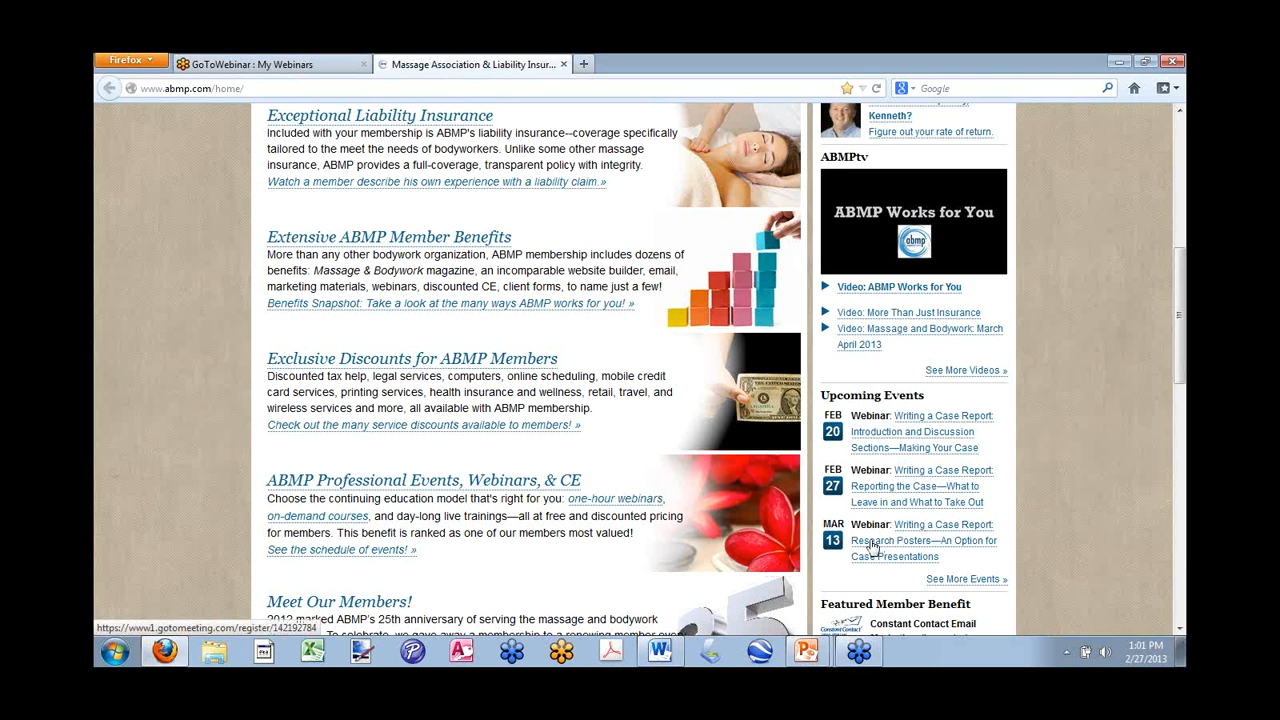 Firefox
GoToWebinar : My Webinars
Massage Association & Liability Insur...
www.abmp.com/home/
Google
Exceptional Liability Insurance
Included with your membership is ABMP's liability insurance--coverage specifically
tailored to the meet the needs of bodyworkers. Unlike some other massage
insurance, ABMP provides a full-coverage, transparent policy with integrity.
Watch a member describe his own experience with a liability claim.»
Extensive ABMP Member Benefits
More than any other bodywork organization, ABMP membership includes dozens of
benefits: Massage & Bodywork magazine, an incomparable website builder, email,
marketing materials, webinars, discounted CE, client forms, to name just a few!
Benefits Snapshot: Take a look at the many ways ABMP works for you! »
Exclusive Discounts for ABMP Members
Discounted tax help, legal services, computers, online scheduling, mobile credit
card services, printing services, health insurance and wellness, retail, travel, and
wireless services and more, all available with ABMP membership.
Check out the many service discounts available to members! »
ABMP Professional Events, Webinars, & CE
Choose the continuing education model that's right for you: one-hour webinars,
on-demand courses, and day-long live trainings—all at free and discounted pricing
for members. This benefit is ranked as one of our members most valued!
See the schedule of events! »
Meet Our Members!
2012 marked ABMP's 25th anniversary of serving the massage and bodywork
25
Kenneth?
Figure out your rate of return.
ABMPtv
ABMP Works for You
abmp
Video: ABMP Works for You
Video: More Than Just Insurance
Video: Massage and Bodywork: March
April 2013
See More Videos »
Upcoming Events
FEB
20
Webinar: Writing a Case Report:
Introduction and Discussion
Sections—Making Your Case
FEB
27
Webinar: Writing a Case Report:
Reporting the Case—What to
Leave in and What to Take Out
MAR
13
Webinar: Writing a Case Report:
Research Posters—An Option for
Case Presentations
See More Events »
Featured Member Benefit
Constant Contact
Constant Contact Email
https://www1.gotomeeting.com/register/142192784
1:01 PM
2/27/2013